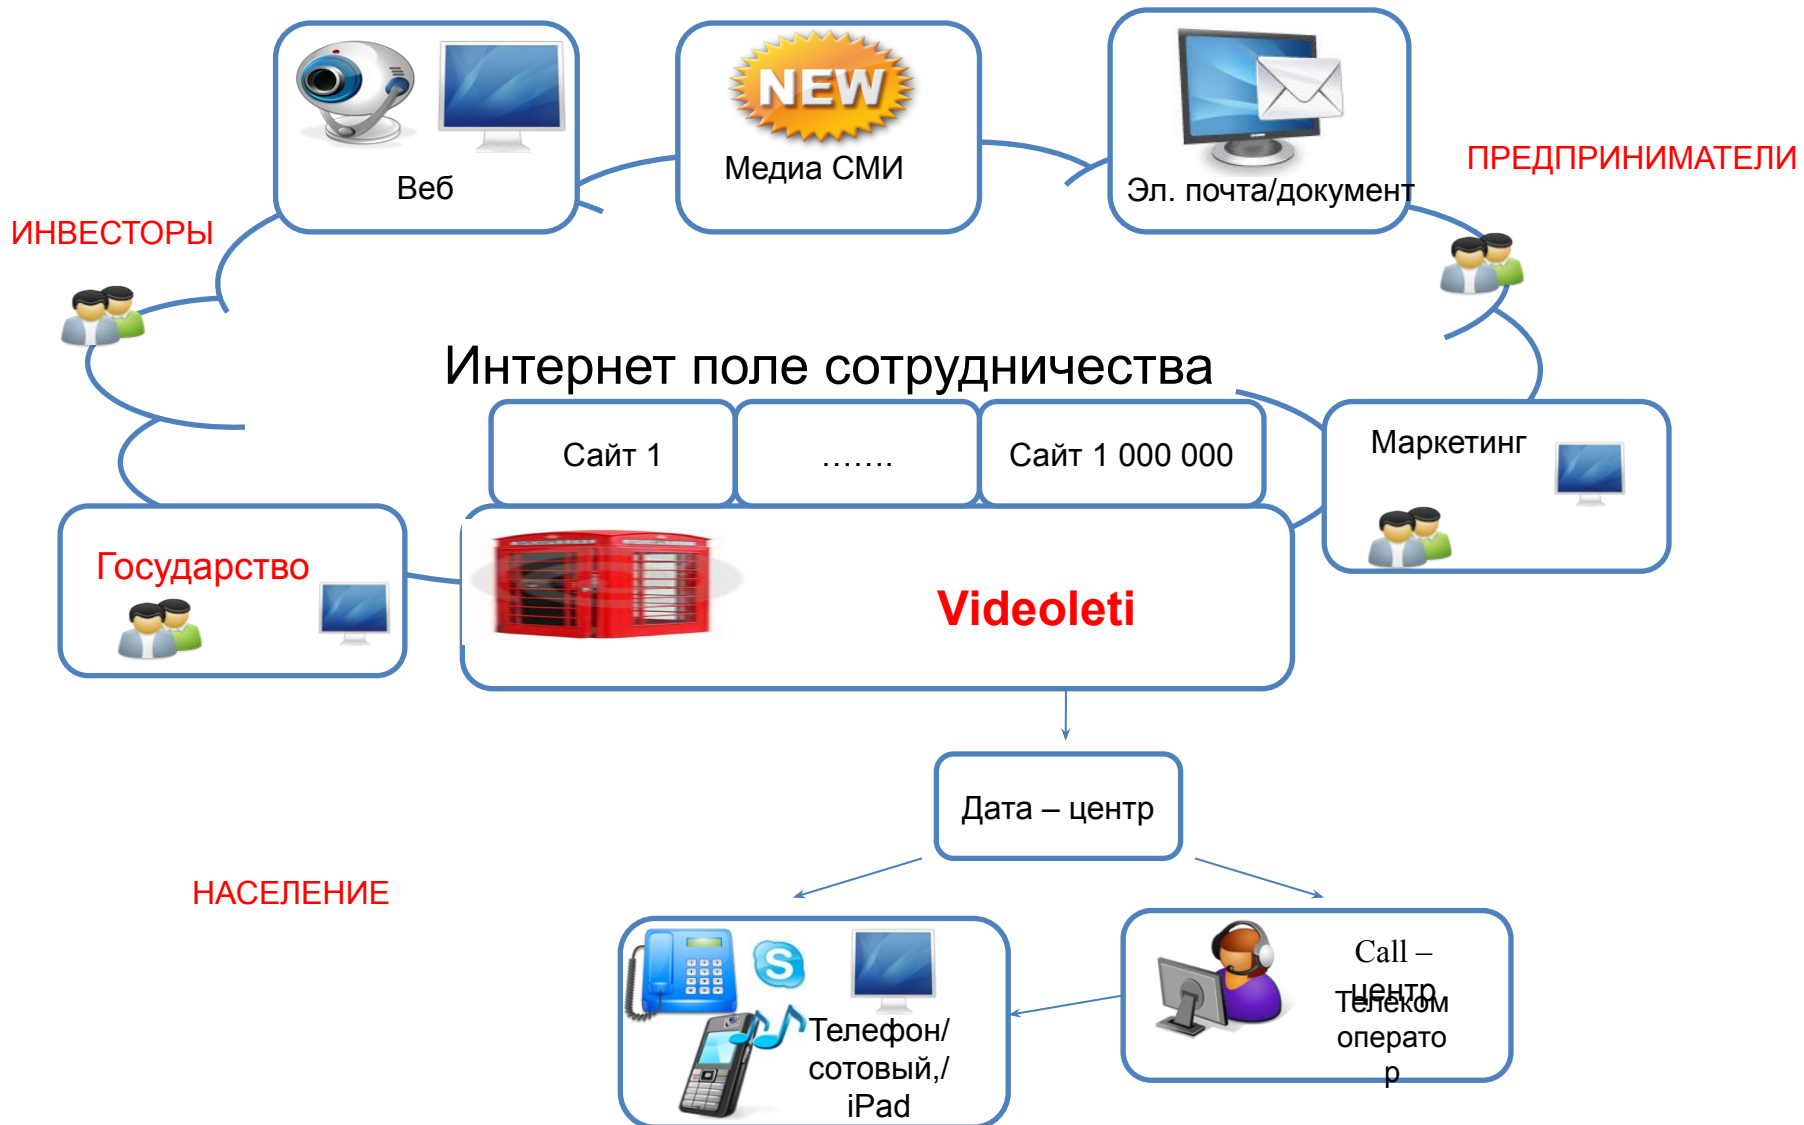 NEW
Веб
Медиа СМИ
Эл. почта/документ
ПРЕДПРИНИМАТЕЛИ
ИНВЕСТОРЫ
Интернет поле сотрудничества
Сайт 1
.......
Сайт 1 000 000
Маркетинг
Государство
Videoleti
Дата – центр
НАСЕЛЕНИЕ
S
Телефон/
сотовый,/
iPad
Call –
центр
Телеком
операто
р